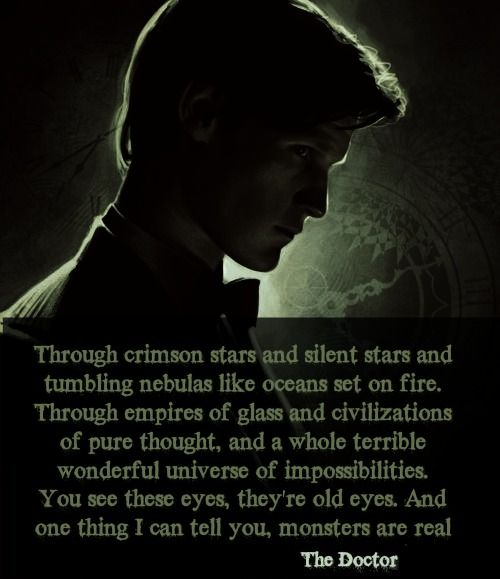 Through crimson stars and silent stars and
tumbling nebulas like oceans set on fire.
Through empires of glass and civilizations
of pure thought, and a whole terrible
wonderful universe of impossibilities.
You see these eyes, they're old eyes. And
one thing I can tell you, monsters are real
The Doctor